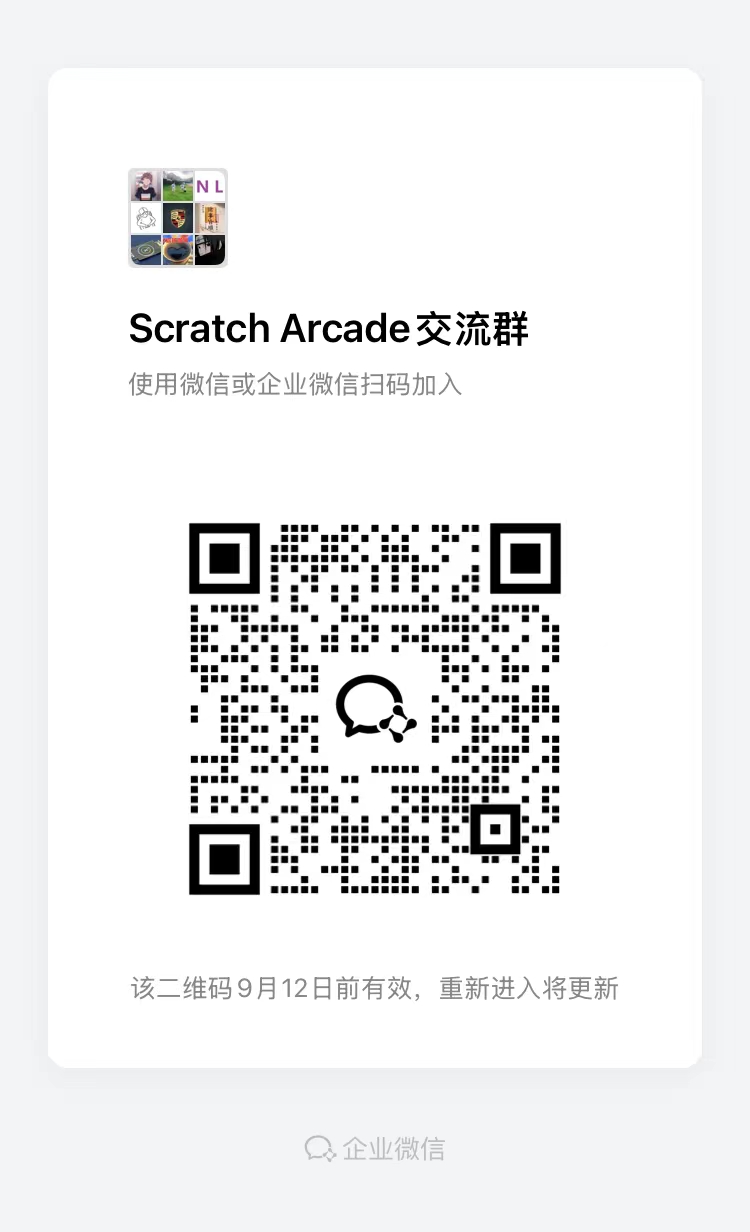 N L
Scratch Arcade交流群
使用微信或企业微信扫码加入
该二维码9月12日前有效，重新进入将更新
企业微信